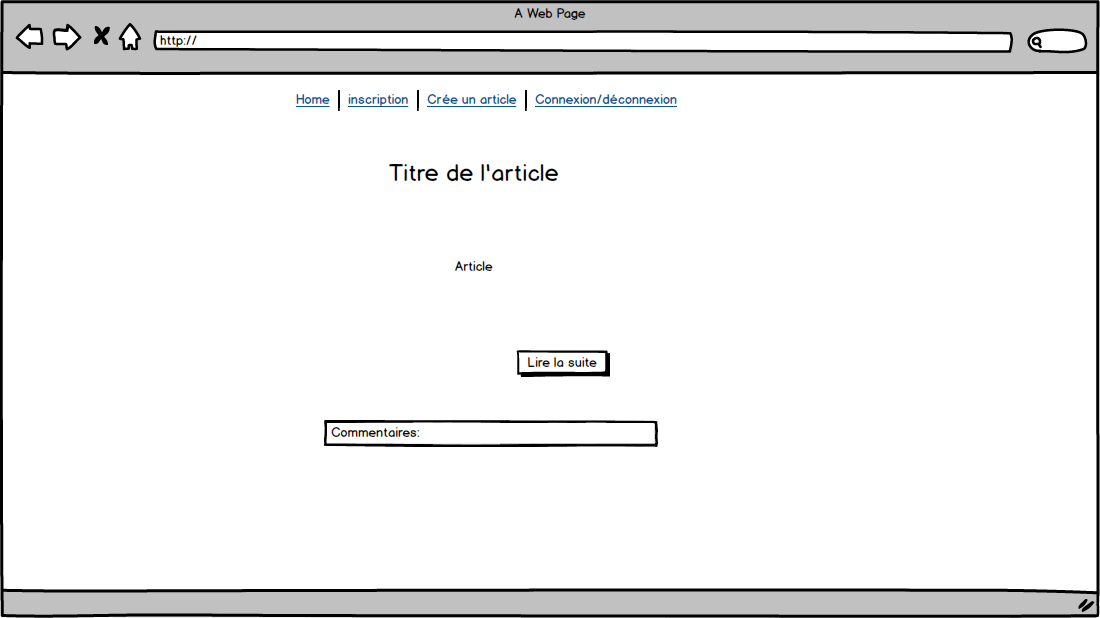 A Web Page
http://
Home inscription Crée un article Connexion/déconnexion
Titre de l'article
Article
Lire la suite
Commentaires: